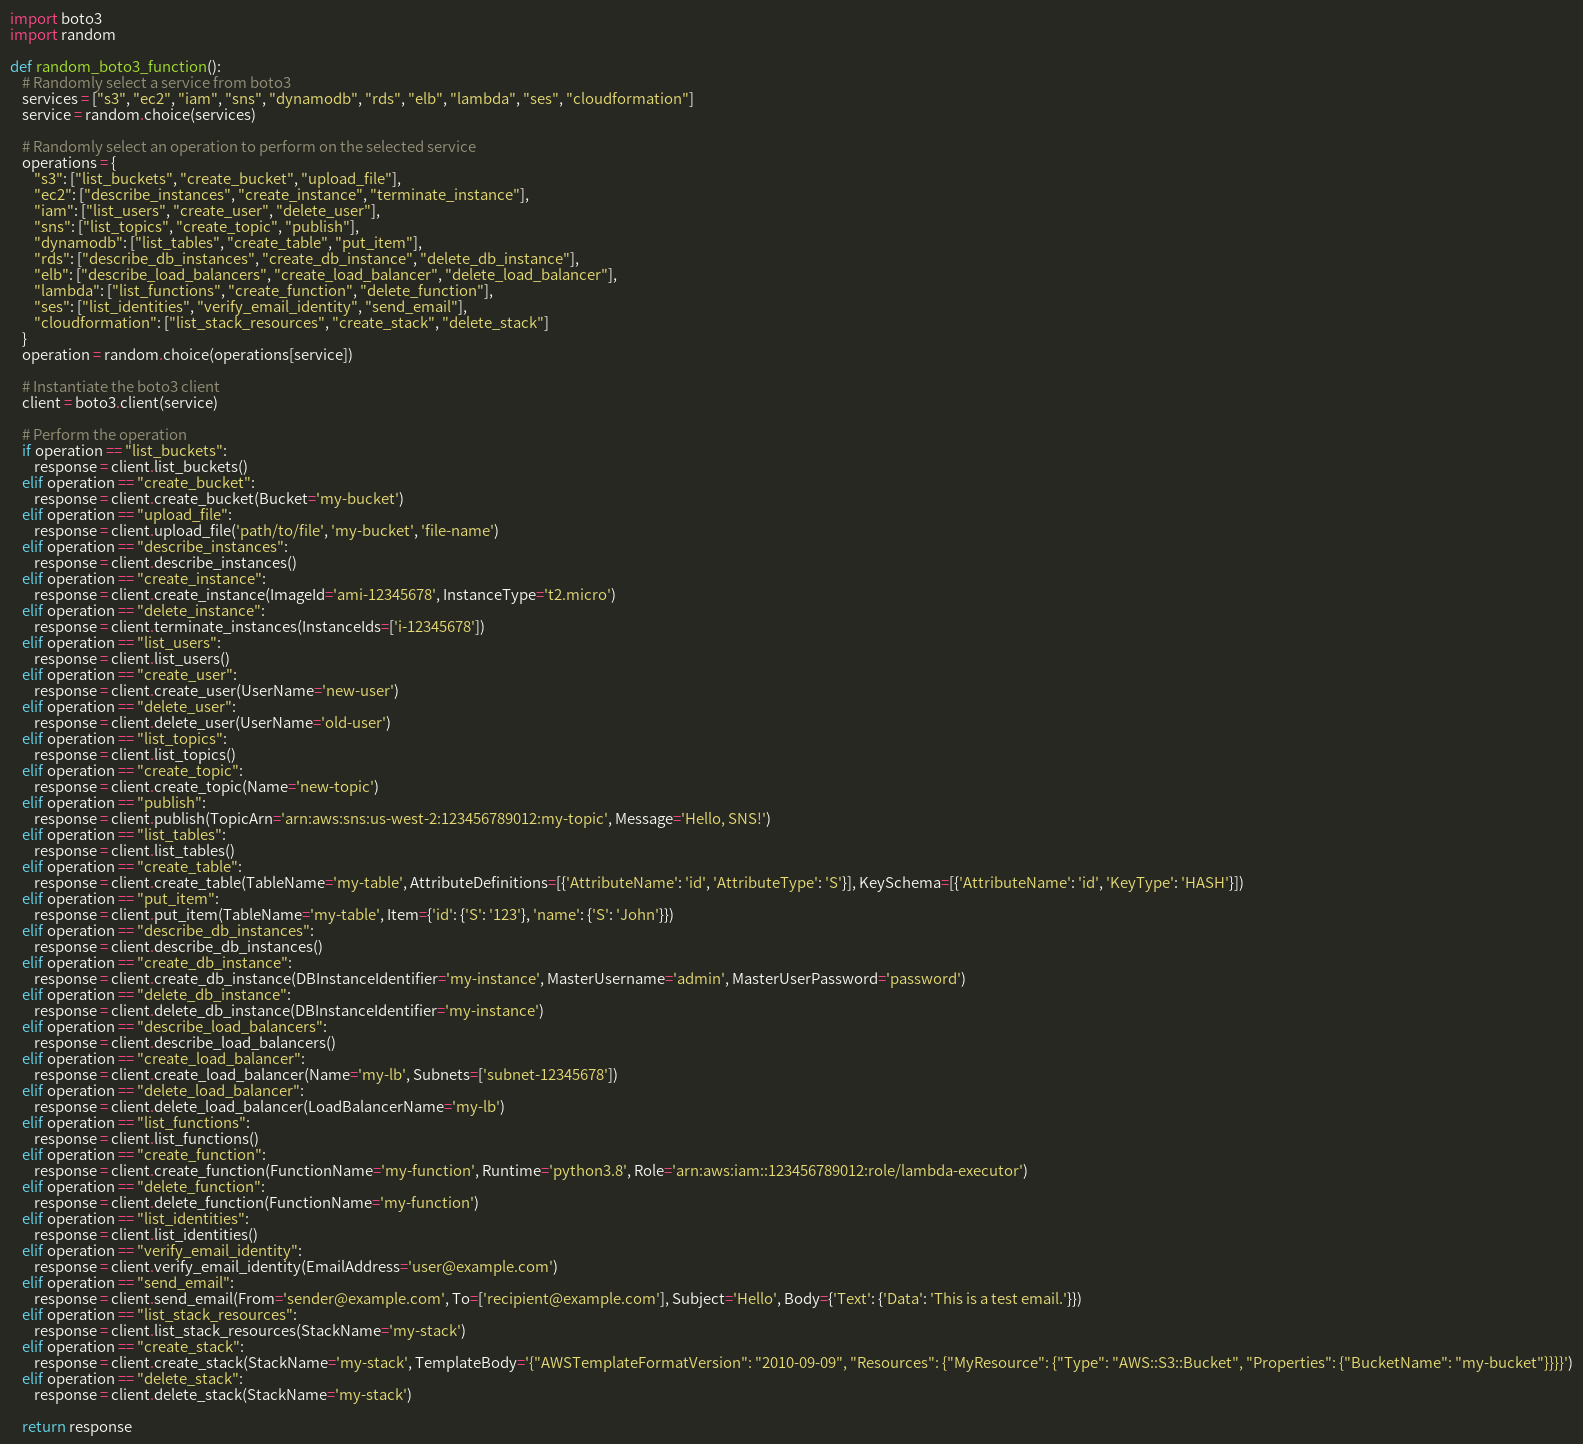 import boto3
import random

def random_boto3_function():
    # Randomly select a service from boto3
    services = ["s3", "ec2", "iam", "sns", "dynamodb", "rds", "elb", "lambda", "ses", "cloudformation"]
    service = random.choice(services)

    # Randomly select an operation to perform on the selected service
    operations = {
        "s3": ["list_buckets", "create_bucket", "upload_file"],
        "ec2": ["describe_instances", "create_instance", "terminate_instance"],
        "iam": ["list_users", "create_user", "delete_user"],
        "sns": ["list_topics", "create_topic", "publish"],
        "dynamodb": ["list_tables", "create_table", "put_item"],
        "rds": ["describe_db_instances", "create_db_instance", "delete_db_instance"],
        "elb": ["describe_load_balancers", "create_load_balancer", "delete_load_balancer"],
        "lambda": ["list_functions", "create_function", "delete_function"],
        "ses": ["list_identities", "verify_email_identity", "send_email"],
        "cloudformation": ["list_stack_resources", "create_stack", "delete_stack"]
    }
    operation = random.choice(operations[service])

    # Instantiate the boto3 client
    client = boto3.client(service)

    # Perform the operation
    if operation == "list_buckets":
        response = client.list_buckets()
    elif operation == "create_bucket":
        response = client.create_bucket(Bucket='my-bucket')
    elif operation == "upload_file":
        response = client.upload_file('path/to/file', 'my-bucket', 'file-name')
    elif operation == "describe_instances":
        response = client.describe_instances()
    elif operation == "create_instance":
        response = client.create_instance(ImageId='ami-12345678', InstanceType='t2.micro')
    elif operation == "delete_instance":
        response = client.terminate_instances(InstanceIds=['i-12345678'])
    elif operation == "list_users":
        response = client.list_users()
    elif operation == "create_user":
        response = client.create_user(UserName='new-user')
    elif operation == "delete_user":
        response = client.delete_user(UserName='old-user')
    elif operation == "list_topics":
        response = client.list_topics()
    elif operation == "create_topic":
        response = client.create_topic(Name='new-topic')
    elif operation == "publish":
        response = client.publish(TopicArn='arn:aws:sns:us-west-2:123456789012:my-topic', Message='Hello, SNS!')
    elif operation == "list_tables":
        response = client.list_tables()
    elif operation == "create_table":
        response = client.create_table(TableName='my-table', AttributeDefinitions=[{'AttributeName': 'id', 'AttributeType': 'S'}], KeySchema=[{'AttributeName': 'id', 'KeyType': 'HASH'}])
    elif operation == "put_item":
        response = client.put_item(TableName='my-table', Item={'id': {'S': '123'}, 'name': {'S': 'John'}})
    elif operation == "describe_db_instances":
        response = client.describe_db_instances()
    elif operation == "create_db_instance":
        response = client.create_db_instance(DBInstanceIdentifier='my-instance', MasterUsername='admin', MasterUserPassword='password')
    elif operation == "delete_db_instance":
        response = client.delete_db_instance(DBInstanceIdentifier='my-instance')
    elif operation == "describe_load_balancers":
        response = client.describe_load_balancers()
    elif operation == "create_load_balancer":
        response = client.create_load_balancer(Name='my-lb', Subnets=['subnet-12345678'])
    elif operation == "delete_load_balancer":
        response = client.delete_load_balancer(LoadBalancerName='my-lb')
    elif operation == "list_functions":
        response = client.list_functions()
    elif operation == "create_function":
        response = client.create_function(FunctionName='my-function', Runtime='python3.8', Role='arn:aws:iam::123456789012:role/lambda-executor')
    elif operation == "delete_function":
        response = client.delete_function(FunctionName='my-function')
    elif operation == "list_identities":
        response = client.list_identities()
    elif operation == "verify_email_identity":
        response = client.verify_email_identity(EmailAddress='user@example.com')
    elif operation == "send_email":
        response = client.send_email(From='sender@example.com', To=['recipient@example.com'], Subject='Hello', Body={'Text': {'Data': 'This is a test email.'}})
    elif operation == "list_stack_resources":
        response = client.list_stack_resources(StackName='my-stack')
    elif operation == "create_stack":
        response = client.create_stack(StackName='my-stack', TemplateBody='{"AWSTemplateFormatVersion": "2010-09-09", "Resources": {"MyResource": {"Type": "AWS::S3::Bucket", "Properties": {"BucketName": "my-bucket"}}}}')
    elif operation == "delete_stack":
        response = client.delete_stack(StackName='my-stack')

    return response